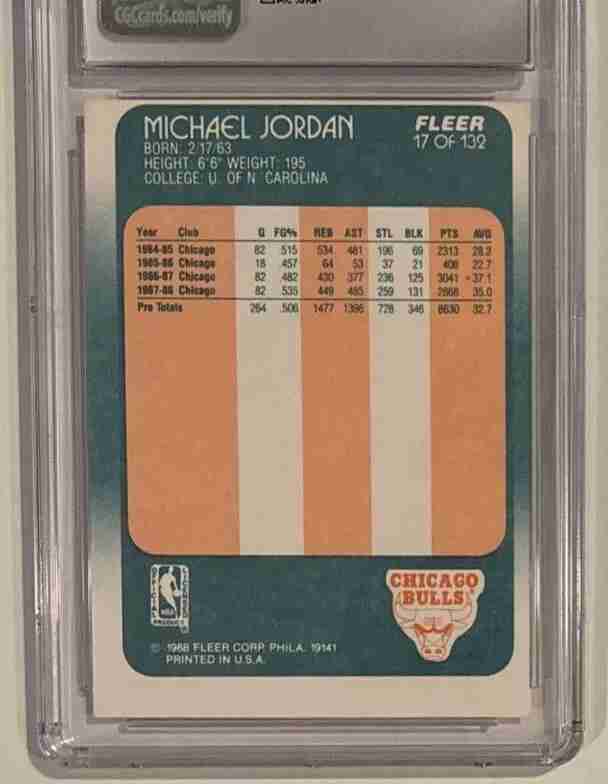 CGCcards.com/verify
MICHAEL JORDAN
BORN: 2/17/63
HEIGHT: 6'6" WEIGHT: 195
COLLEGE: U. OF N. CAROLINA
FLEER
17 OF 132
Year Club G FG% REB AST STL BLK PTS AVG
1984-85 Chicago 82 .515 534 481 196 69 2313 28.2
1985-86 Chicago 18 .457 64 53 37 21 408 22.7
1986-87 Chicago 82 .482 430 377 236 125 3041 •37.1
1987-88 Chicago 82 .535 449 485 259 131 2868 35.0
Pro Totals 264 .506 1477 1396 728 346 8630 32.7
OFFICIAL LICENSED
NBA
PRODUCT
CHICAGO
BULLS
© 1988 FLEER CORP. PHILA. 19141
PRINTED IN U.S.A.